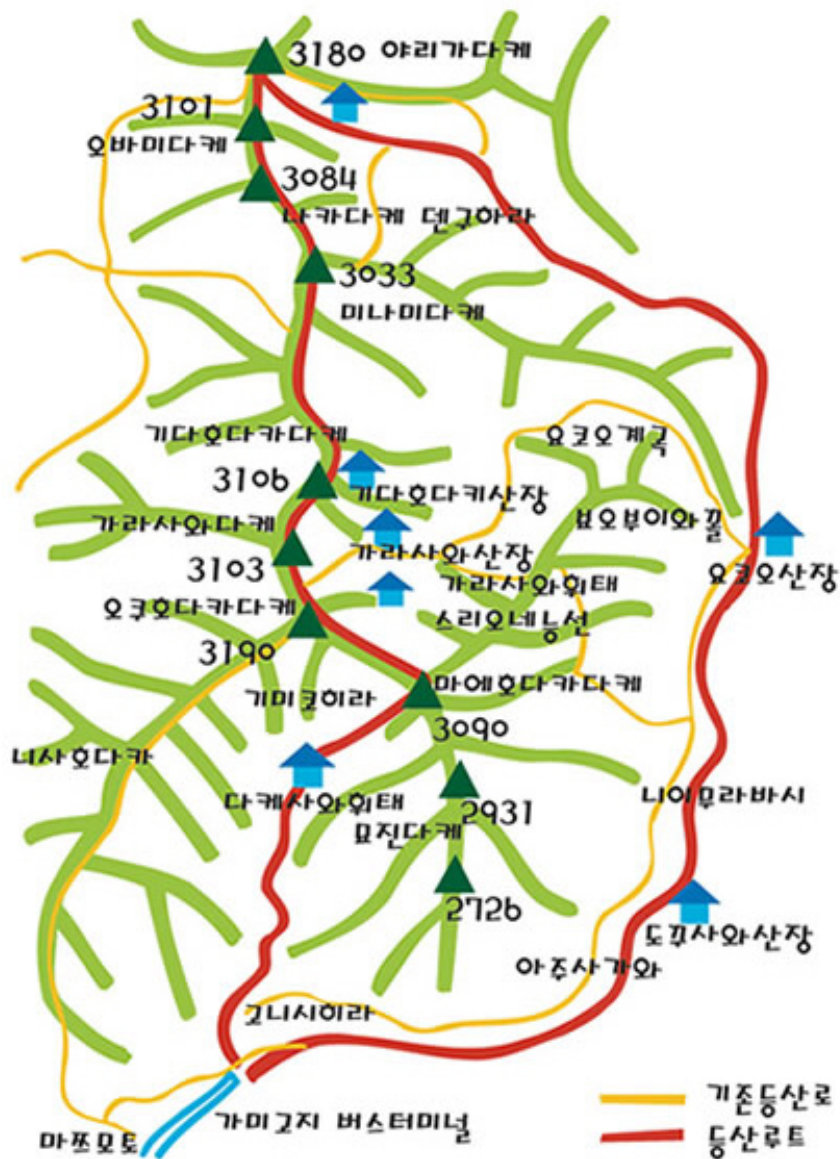 3180 야리가다케
3101
오바미다케
3084
나카다케 덴구하라
3033
미나미다케
기다호다카다케
요코오계곡
3106
기다호다키산장
가라사와다케
뵤오부이와꼴
3103
가라사와산장
요코오산장
가라사와휘태
오쿠호다카다케
스리오네능선
3190
기미코히라
마에호다카다케
3090
니사호다카
다케사와휘태
2931
니이무라바시
묘진다케
2726
도꾸사와산장
아주사가와
고니시히라
기존등산로
가미고지 버스터미널
마쯔모토
등산루트